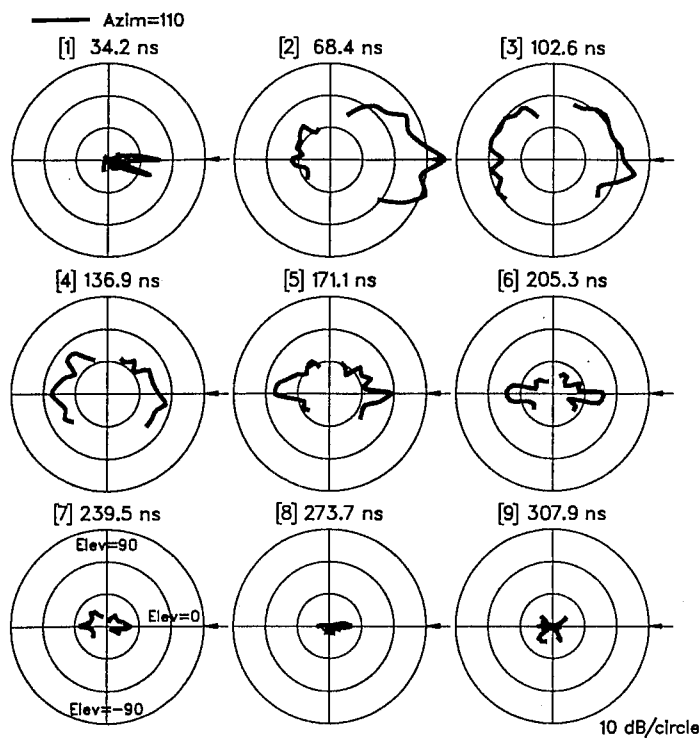 Azim=110
[1] 34.2 ns
[2] 68.4 ns
[3] 102.6 ns
[4] 136.9 ns
[5] 171.1 ns
[6] 205.3 ns
[7] 239.5 ns
[8] 273.7 ns
[9] 307.9 ns
Elev=90
Elev=0
Elev=-90
10 dB/circle